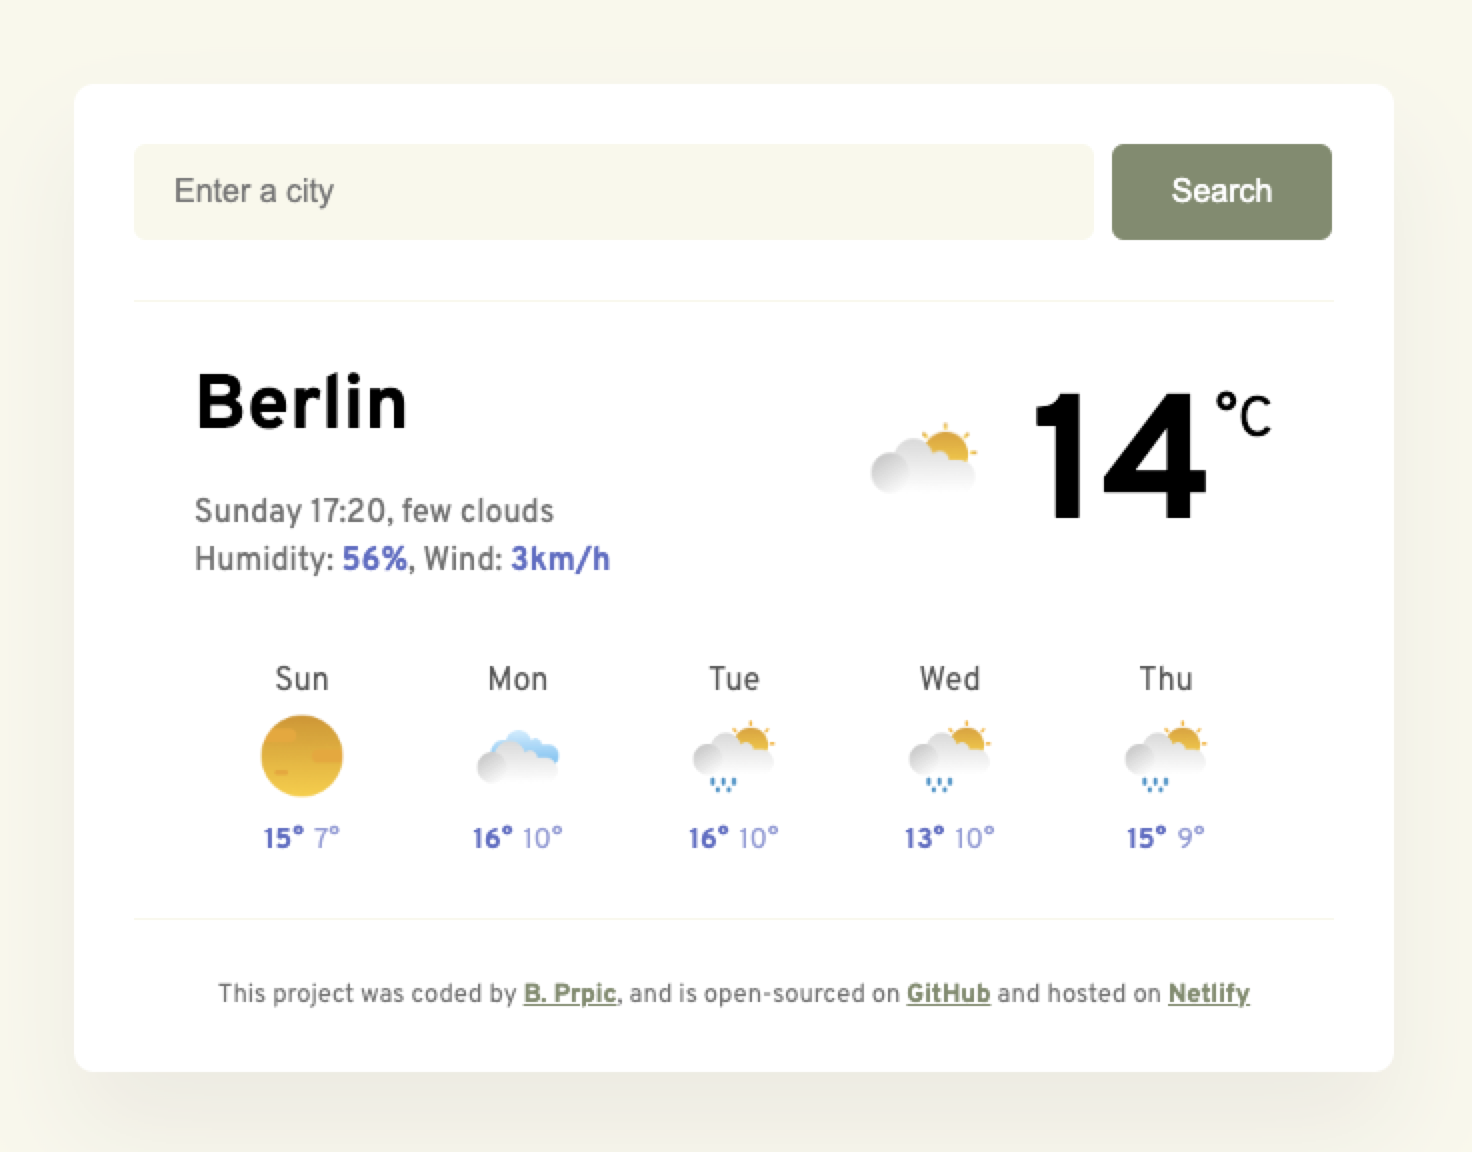 Enter a city
Search
Berlin
14°C
Sunday 17:20, few clouds
Humidity: 56%, Wind: 3km/h
Sun Mon Tue Wed Thu
15° 7° 16° 10° 16° 10° 13° 10° 15° 9°
This project was coded by B. Prpic, and is open-sourced on GitHub and hosted on Netlify